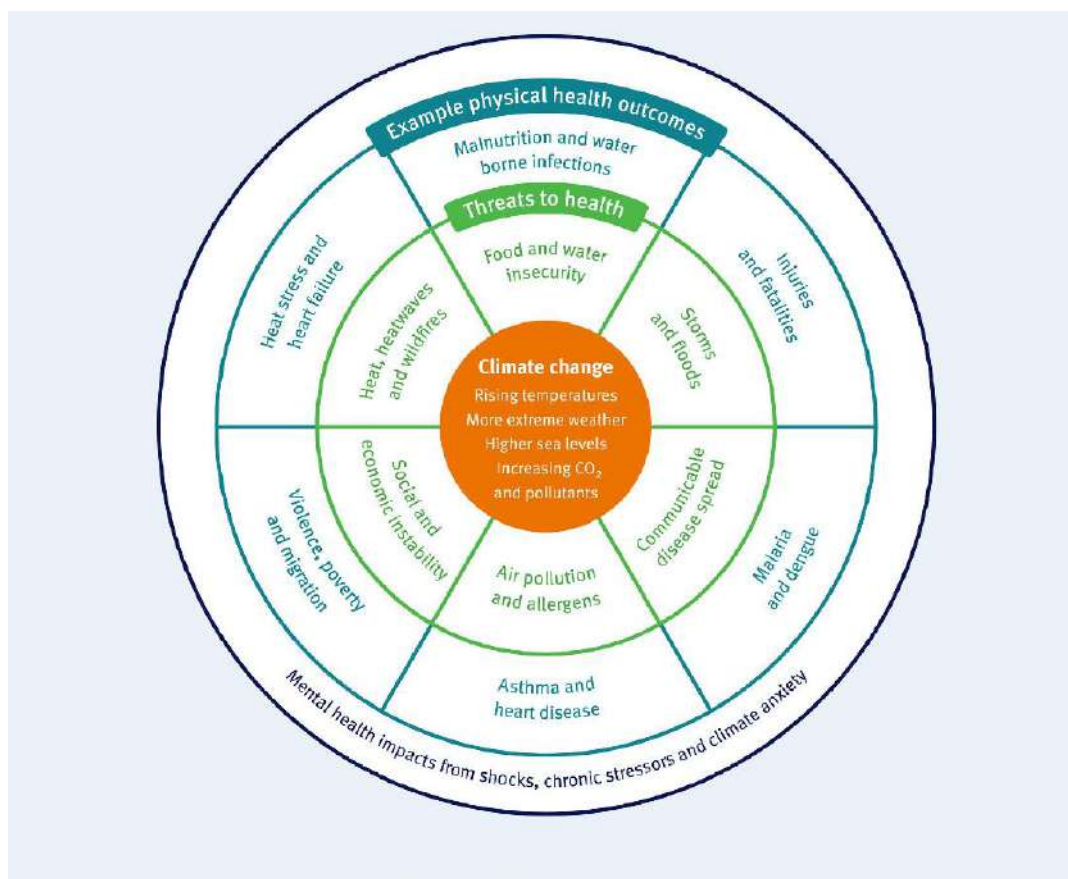 Example physical health outcomes
Malnutrition and water
borne infections
Threats to health
Food and water
insecurity
Heat stress and
heart failure
Heat, heatwaves
and wildfires
Storms
and floods
Injuries
and fatalities
Climate change
Rising temperatures
More extreme weather
Higher sea levels
Increasing CO₂
and pollutants
Violence, poverty
and migration
Social and
economic instability
Air pollution
and allergens
Communicable
disease spread
Malaria
and dengue
Asthma and
heart disease
Mental health impacts from shocks, chronic stressors and climate anxiety